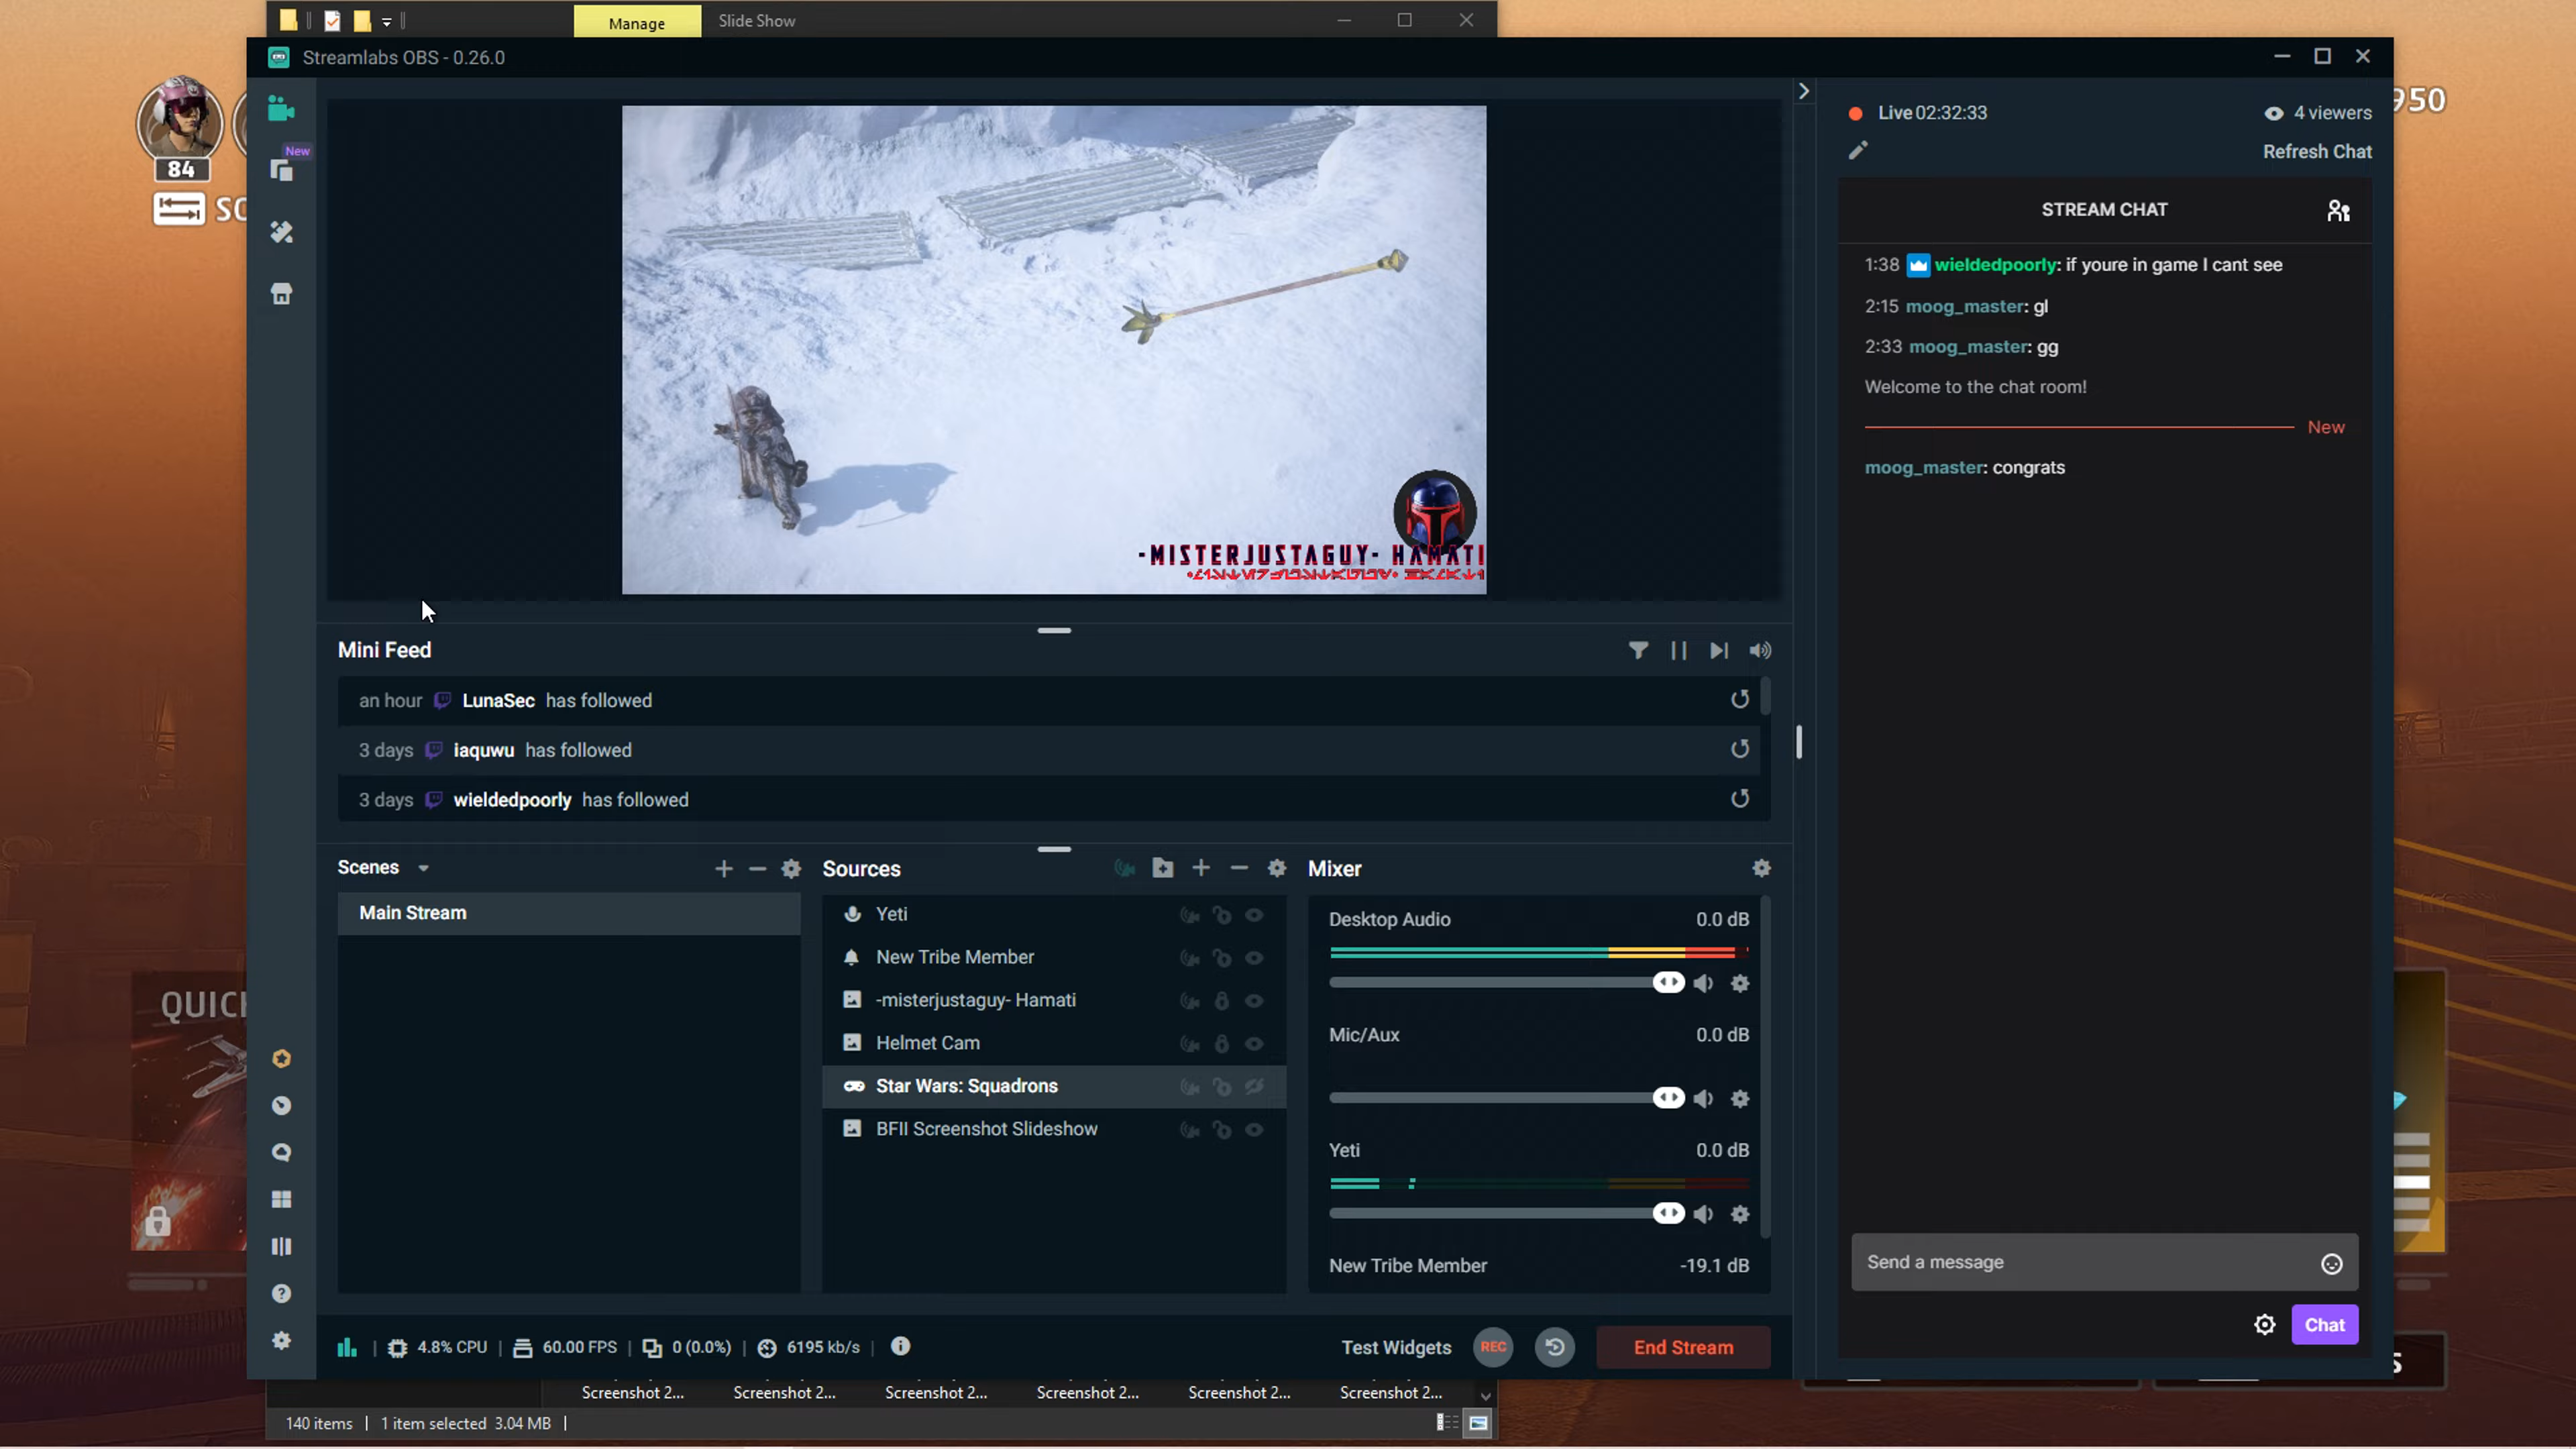 Manage
Slide Show
Streamlabs OBS - 0.26.0
84
950
New
Live 02:32:33
4 viewers
Refresh Chat
STREAM CHAT
1:38 wieldedpoorly: if youre in game I cant see
2:15 moog_master: gl
2:33 moog_master: gg
Welcome to the chat room!
New
moog_master: congrats
-MISTERJUSTAGUY- HAMATI
Mini Feed
an hour LunaSec has followed
3 days iaquwu has followed
3 days wieldedpoorly has followed
Scenes
Main Stream
Sources
Yeti
New Tribe Member
-misterjustaguy- Hamati
Helmet Cam
Star Wars: Squadrons
BFII Screenshot Slideshow
Mixer
Desktop Audio 0.0 dB
Mic/Aux 0.0 dB
Yeti 0.0 dB
New Tribe Member -19.1 dB
QUICK
Send a message
Chat
4.8% CPU
60.00 FPS
0 (0.0%)
6195 kb/s
Test Widgets
REC
End Stream
Screenshot 2...
Screenshot 2...
Screenshot 2...
Screenshot 2...
Screenshot 2...
Screenshot 2...
140 items
1 item selected 3.04 MB